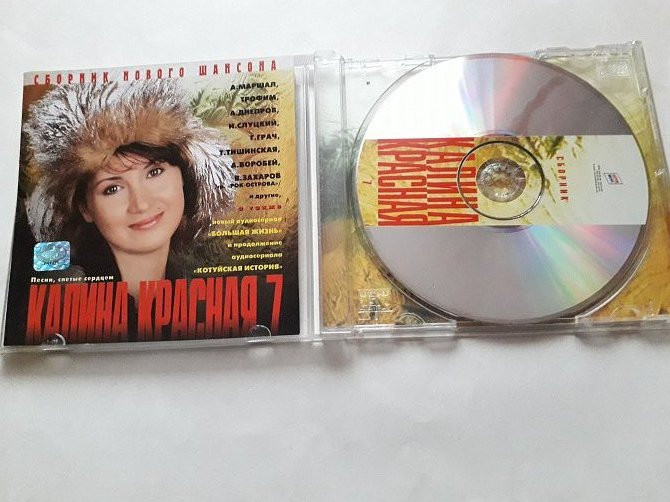 СБОРНИК НОВОГО ШАНСОНА
А.МАРШАЛ,
ТРОФИМ,
А.ДНЕПРОВ,
И.СЛУЦКИЙ,
Т.ТИШИНСКАЯ,
А.ВОРОБЕЙ,
В.ЗАХАРОВ
и другие,
а также
новый аудиосериал
«БОЛЬШАЯ ЖИЗНЬ»
и продолжение
аудиосериала
«КОТУЙСКАЯ ИСТОРИЯ»
Песни, спетые сердцем
КАЛИНА КРАСНАЯ 7
КАЛИНА
КРАСНАЯ
7
СБОРНИК